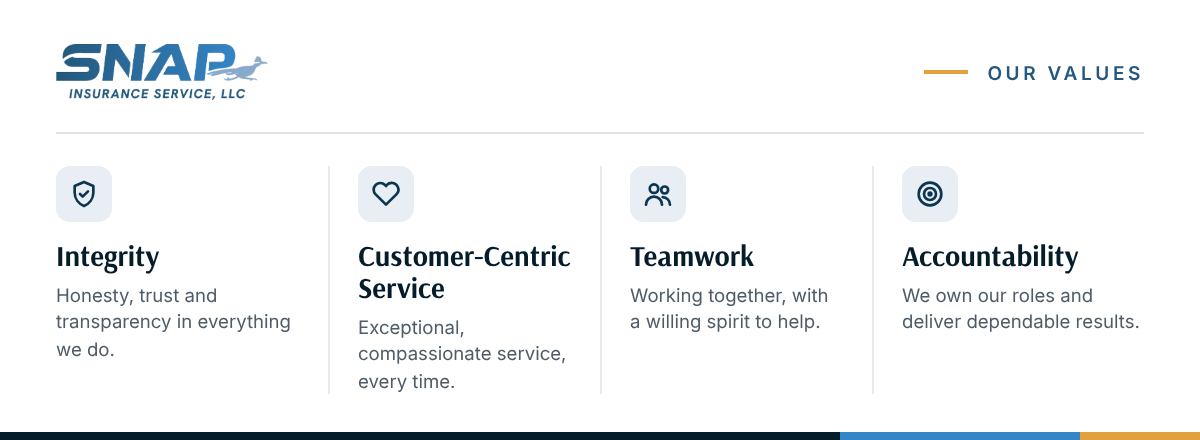 SNAP
INSURANCE SERVICE, LLC
OUR VALUES
Integrity
Honesty, trust and
transparency in everything
we do.
Customer-Centric
Service
Exceptional,
compassionate service,
every time.
Teamwork
Working together, with
a willing spirit to help.
Accountability
We own our roles and
deliver dependable results.